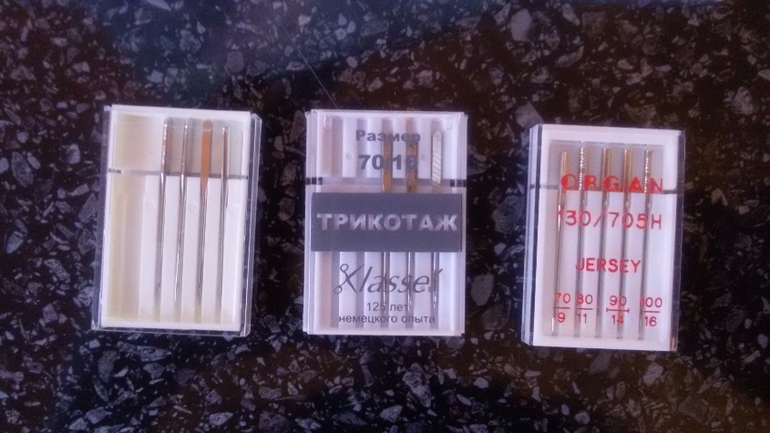 Размер
70/10
ТРИКОТАЖ
Klasse!
125 лет
немецкого опыта
ORGAN
130/705H
JERSEY
70 80 90 100
9 11 14 16